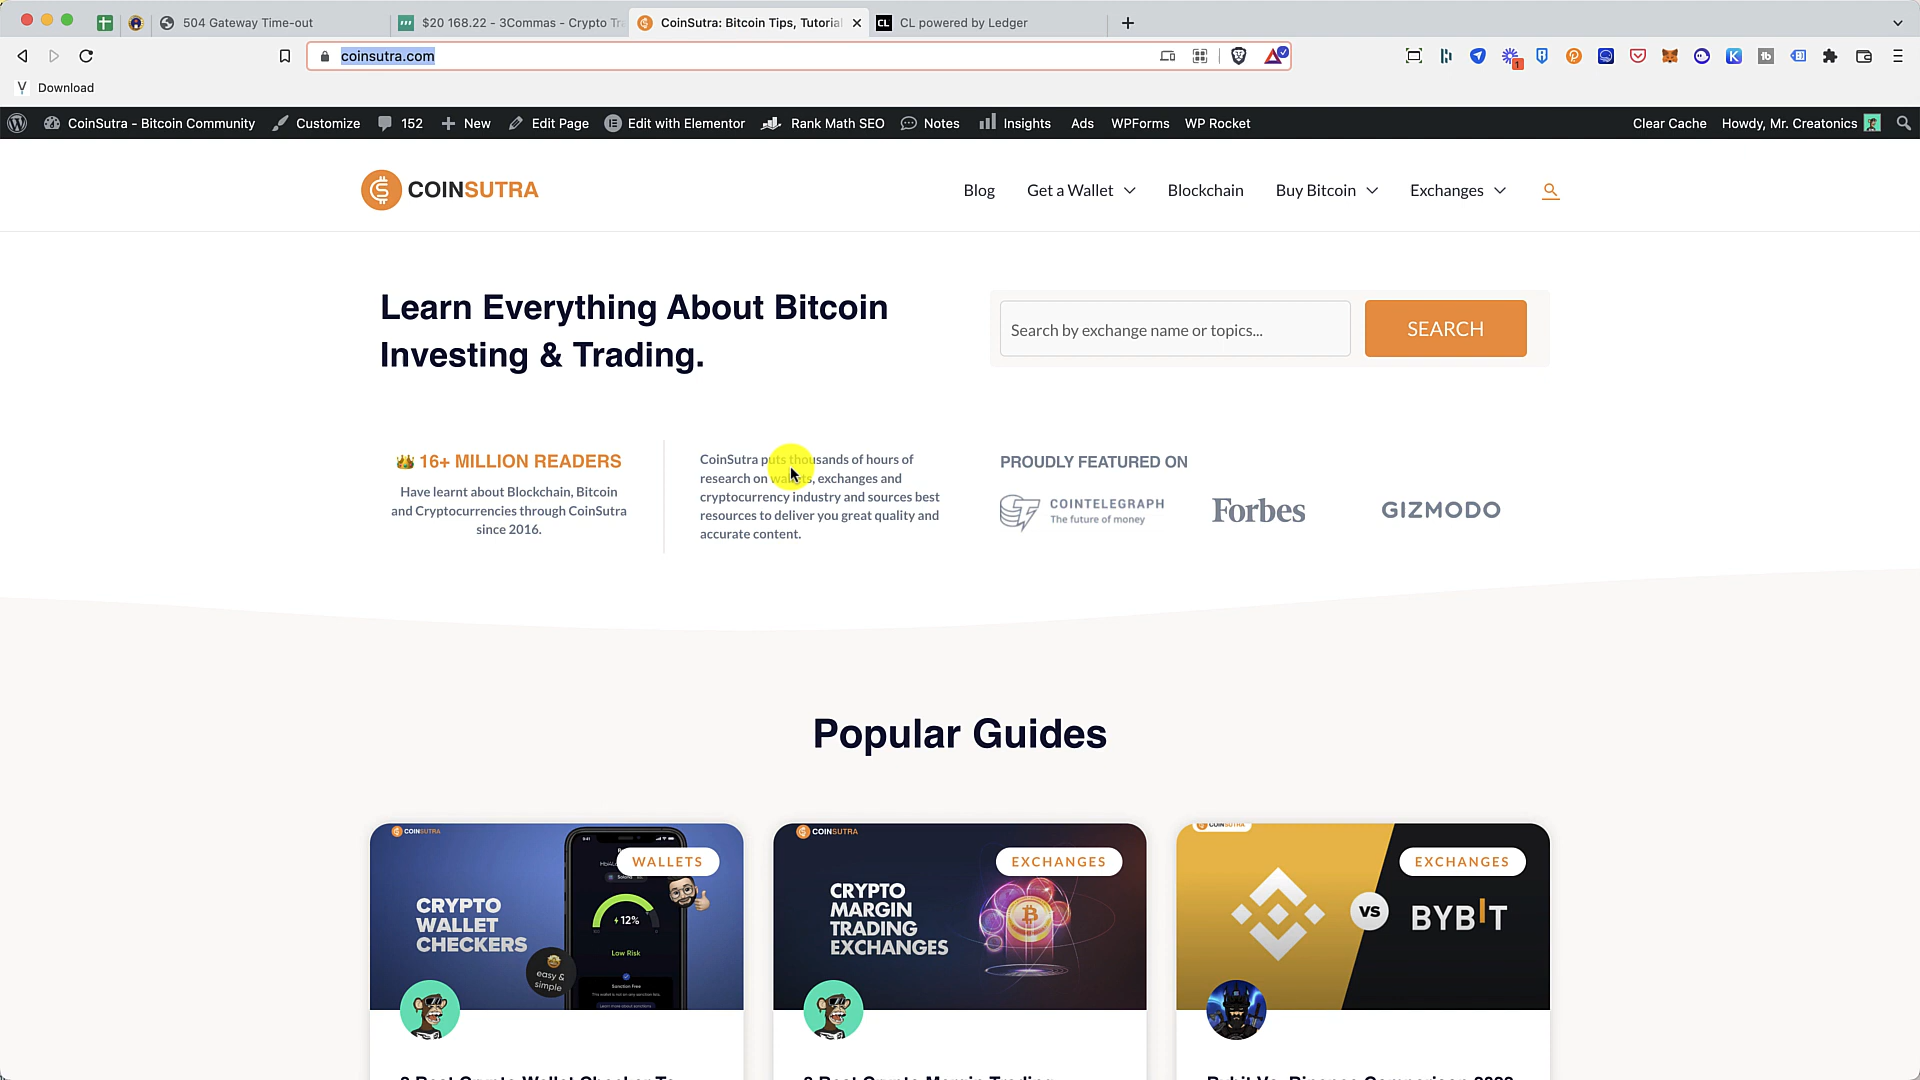 504 Gateway Time-out
$20 168.22 - 3Commas - Crypto Tr
CoinSutra: Bitcoin Tips, Tutorial
CL
CL powered by Ledger
coinsutra.com
1
Download
CoinSutra - Bitcoin Community
Customize
152
New
Edit Page
Edit with Elementor
Rank Math SEO
Notes
Insights
Ads
WPForms
WP Rocket
Clear Cache
Howdy, Mr. Creatonics
COINSUTRA
Blog
Get a Wallet
Blockchain
Buy Bitcoin
Exchanges
Learn Everything About Bitcoin
Investing & Trading.
Search by exchange name or topics...
SEARCH
16+ MILLION READERS
Have learnt about Blockchain, Bitcoin
and Cryptocurrencies through CoinSutra
since 2016.
CoinSutra puts thousands of hours of
research on wallets, exchanges and
cryptocurrency industry and sources best
resources to deliver you great quality and
accurate content.
PROUDLY FEATURED ON
COINTELEGRAPH
The future of money
Forbes
GIZMODO
Popular Guides
COINSUTRA
WALLETS
CRYPTO
WALLET
CHECKERS
12%
Low Risk
Sanction Free
easy &
simple
COINSUTRA
EXCHANGES
CRYPTO
MARGIN
TRADING
EXCHANGES
COINSUTRA
EXCHANGES
VS
BYBIT